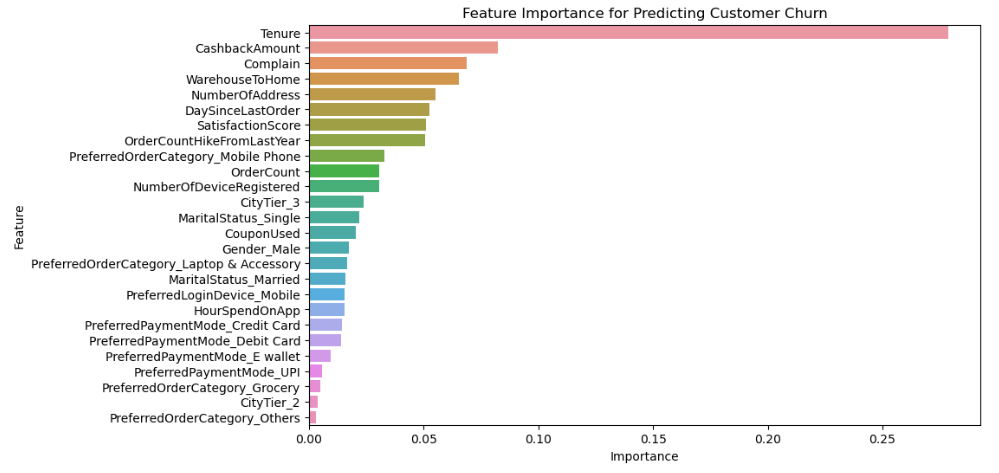 Feature Importance for Predicting Customer Churn
Tenure
CashbackAmount
Complain
WarehouseToHome
NumberOfAddress
DaySinceLastOrder
SatisfactionScore
OrderCountHikeFromLastYear
PreferredOrderCategory_Mobile Phone
OrderCount
NumberOfDeviceRegistered
CityTier_3
MaritalStatus_Single
CouponUsed
Gender_Male
PreferredOrderCategory_Laptop & Accessory
MaritalStatus_Married
PreferredLoginDevice_Mobile
HourSpendOnApp
PreferredPaymentMode_Credit Card
PreferredPaymentMode_Debit Card
PreferredPaymentMode_E wallet
PreferredPaymentMode_UPI
PreferredOrderCategory_Grocery
CityTier_2
PreferredOrderCategory_Others
Feature
0.00 0.05 0.10 0.15 0.20 0.25
Importance